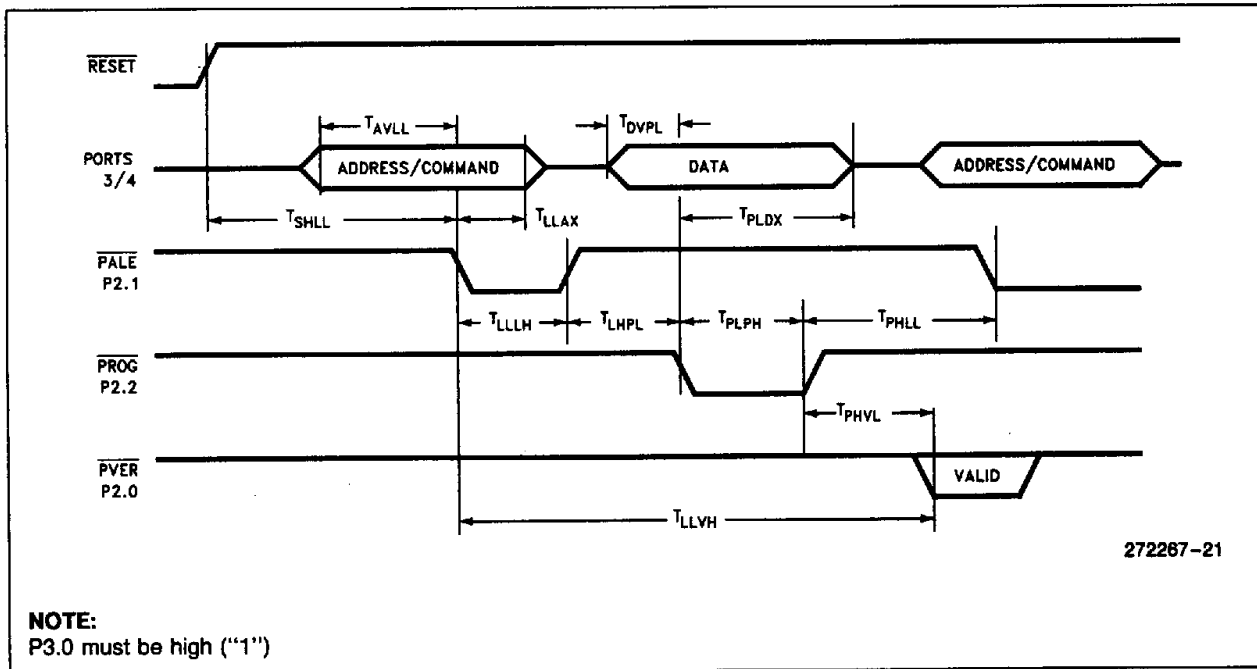 RESET
T_AVLL
T_DVPL
PORTS
3/4
ADDRESS/COMMAND
DATA
ADDRESS/COMMAND
T_SHLL
T_LLAX
T_PLDX
PALE
P2.1
T_LLLH
T_LHPL
T_PLPH
T_PHLL
PROG
P2.2
T_PHVL
PVER
P2.0
VALID
T_LLVH
272267–21
NOTE:
P3.0 must be high (“1”)